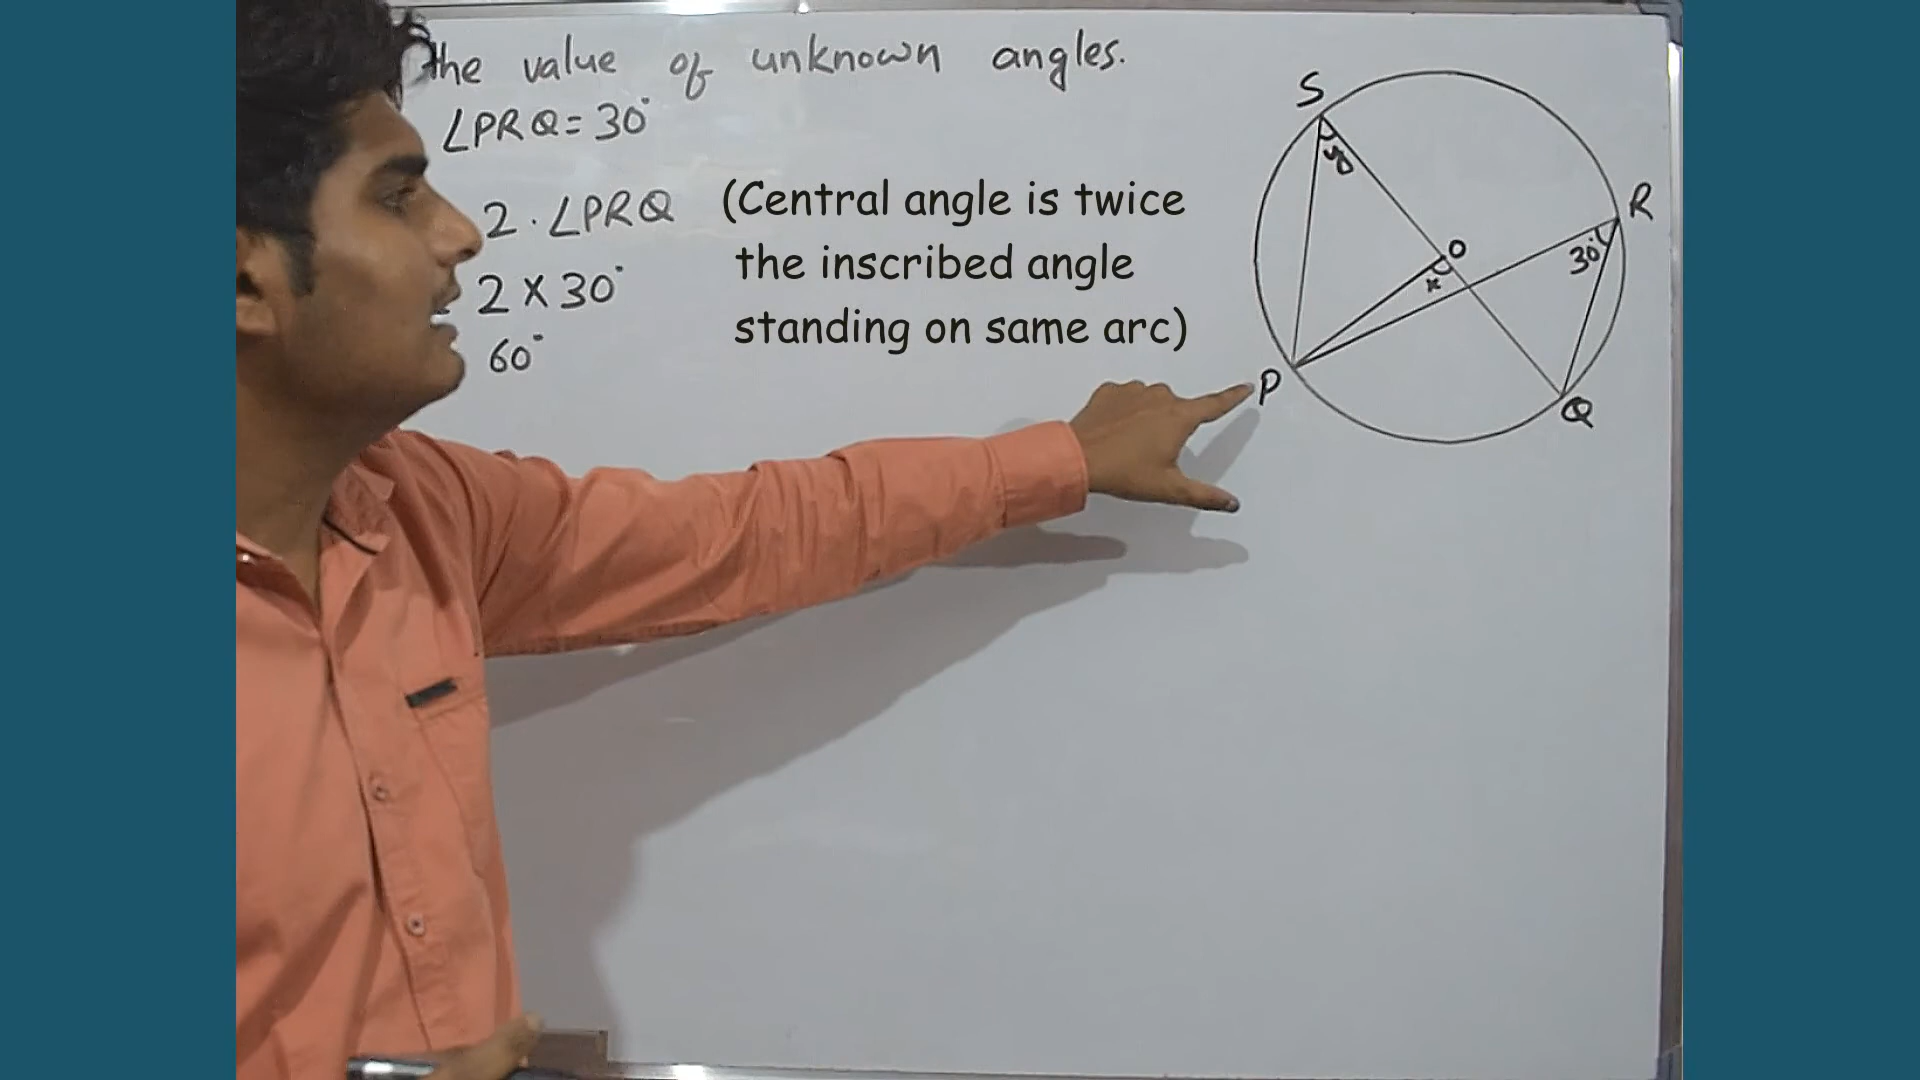 the value of unknown angles.
∠PRQ = 30°
2 · ∠PRQ
2 × 30°
60°
(Central angle is twice
the inscribed angle
standing on same arc)
S
y
R
O
30°
x
P
Q